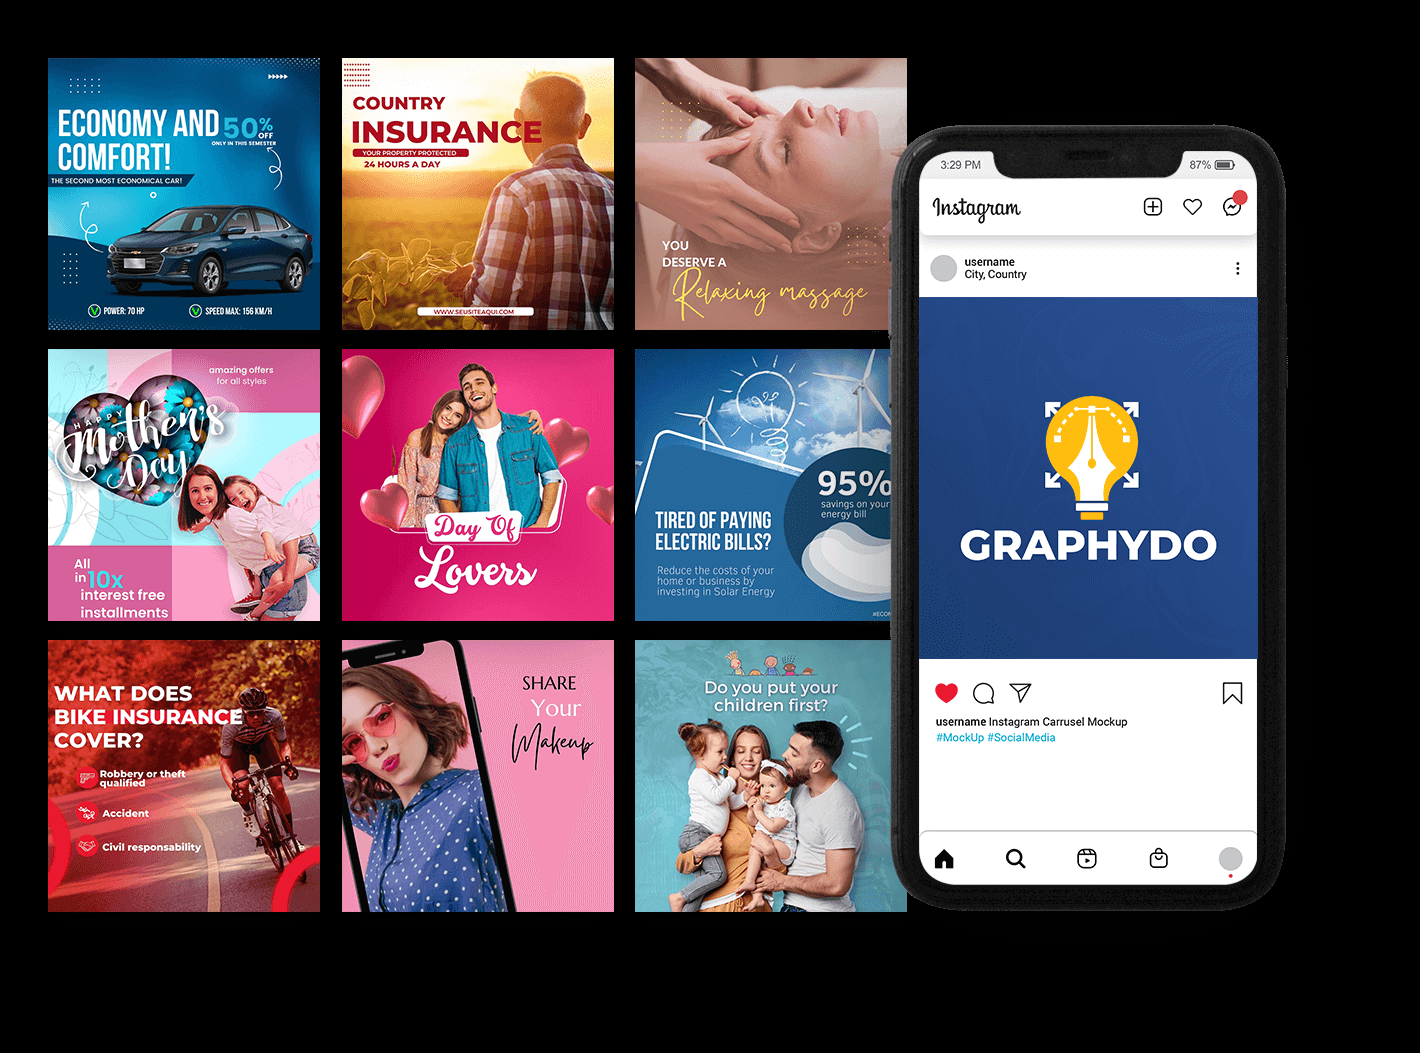 ECONOMY AND
COMFORT!
50%
OFF
ONLY IN THIS SEMESTER
THE SECOND MOST ECONOMICAL CAR!
POWER: 70 HP
SPEED MAX: 156 KM/H
COUNTRY
INSURANCE
YOUR PROPERTY PROTECTED
24 HOURS A DAY
WWW.SEUSITEAQUI.COM
YOU
DESERVE A
Relaxing massage
amazing offers
for all styles
HAPPY
Mother's
Day
All
in 10x
interest free
installments
Day Of
Lovers
95%
savings on your
energy bill
TIRED OF PAYING
ELECTRIC BILLS?
Reduce the costs of your
home or business by
investing in Solar Energy
#ECON
WHAT DOES
BIKE INSURANCE
COVER?
Robbery or theft
qualified
Accident
Civil responsability
SHARE
Your
Makeup
Do you put your
children first?
3:29 PM
87%
Instagram
username
City, Country
GRAPHYDO
username Instagram Carrusel Mockup
#MockUp #SocialMedia